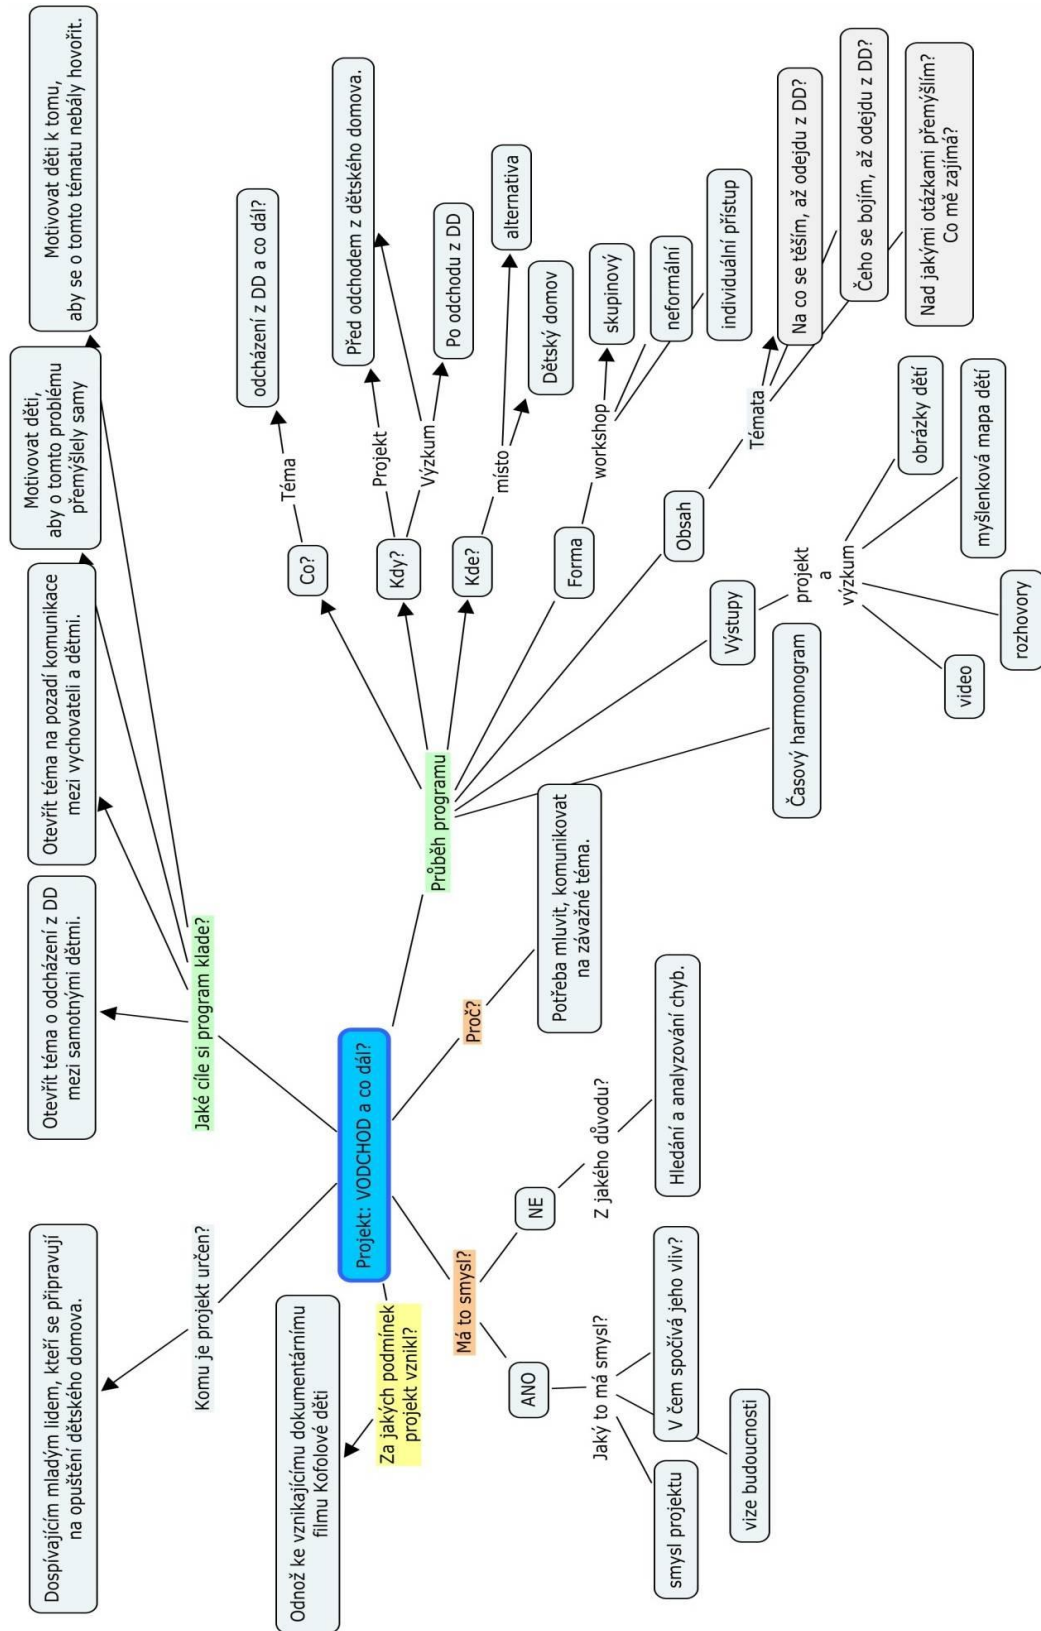 Dospívajícím mladým lidem, kteří se připravují
na opuštění dětského domova.
Otevřít téma o odcházení z DD
mezi samotnými dětmi.
Otevřít téma na pozadí komunikace
mezi vychovateli a dětmi.
Motivovat děti,
aby o tomto problému
přemýšlely samy
Motivovat děti k tomu,
aby se o tomto tématu nebály hovořit.
Komu je projekt určen?
Jaké cíle si program klade?
Odnož ke vznikajícímu dokumentárnímu
filmu Kofolové děti
Za jakých podmínek
projekt vznikl?
Projekt: VODCHOD a co dál?
Průběh programu
Co?
Téma
odcházení z DD a co dál?
Kdy?
Projekt
Před odchodem z dětského domova.
Výzkum
Po odchodu z DD
Kde?
místo
alternativa
Dětský domov
Forma
workshop
skupinový
neformální
individuální přístup
Obsah
Témata
Na co se těším, až odejdu z DD?
Čeho se bojím, až odejdu z DD?
Nad jakými otázkami přemýšlím?
Co mě zajímá?
Výstupy
projekt
a
výzkum
obrázky dětí
myšlenková mapa dětí
rozhovory
video
Časový harmonogram
Proč?
Potřeba mluvit, komunikovat
na závažné téma.
Má to smysl?
ANO
NE
Jaký to má smysl?
Z jakého důvodu?
smysl projektu
V čem spočívá jeho vliv?
Hledání a analyzování chyb.
vize budoucnosti